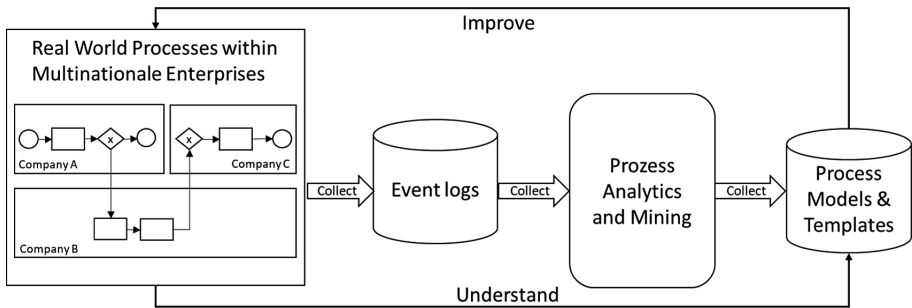 Improve
Real World Processes within
Multinationale Enterprises
x
x
Company A
Company C
Company B
Collect
Event logs
Collect
Prozess
Analytics
and Mining
Collect
Process
Models &
Templates
Understand